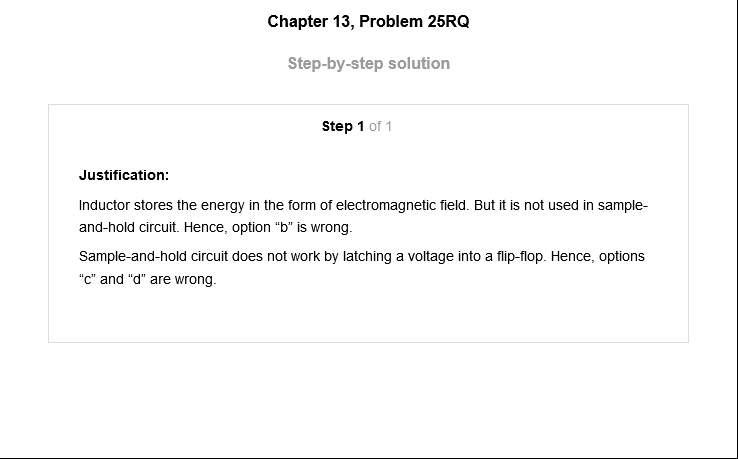 Chapter 13, Problem 25RQ
Step-by-step solution
Step 1 of 1
Justification:
Inductor stores the energy in the form of electromagnetic field. But it is not used in sample-
and-hold circuit. Hence, option “b” is wrong.
Sample-and-hold circuit does not work by latching a voltage into a flip-flop. Hence, options
“c” and “d” are wrong.